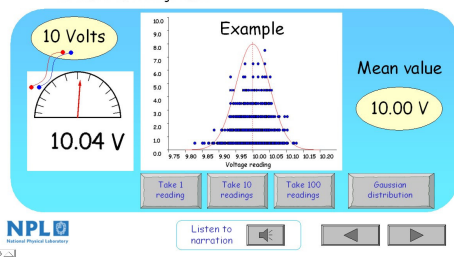 10 Volts
10.04 V
Example
10.0
9.0
8.0
7.0
6.0
5.0
4.0
3.0
2.0
1.0
0.0
9.75 9.80 9.85 9.90 9.95 10.00 10.05 10.10 10.15 10.20
Voltage reading
Mean value
10.00 V
Take 1
reading
Take 10
readings
Take 100
readings
Gaussian
distribution
NPL
National Physical Laboratory
Listen to
narration